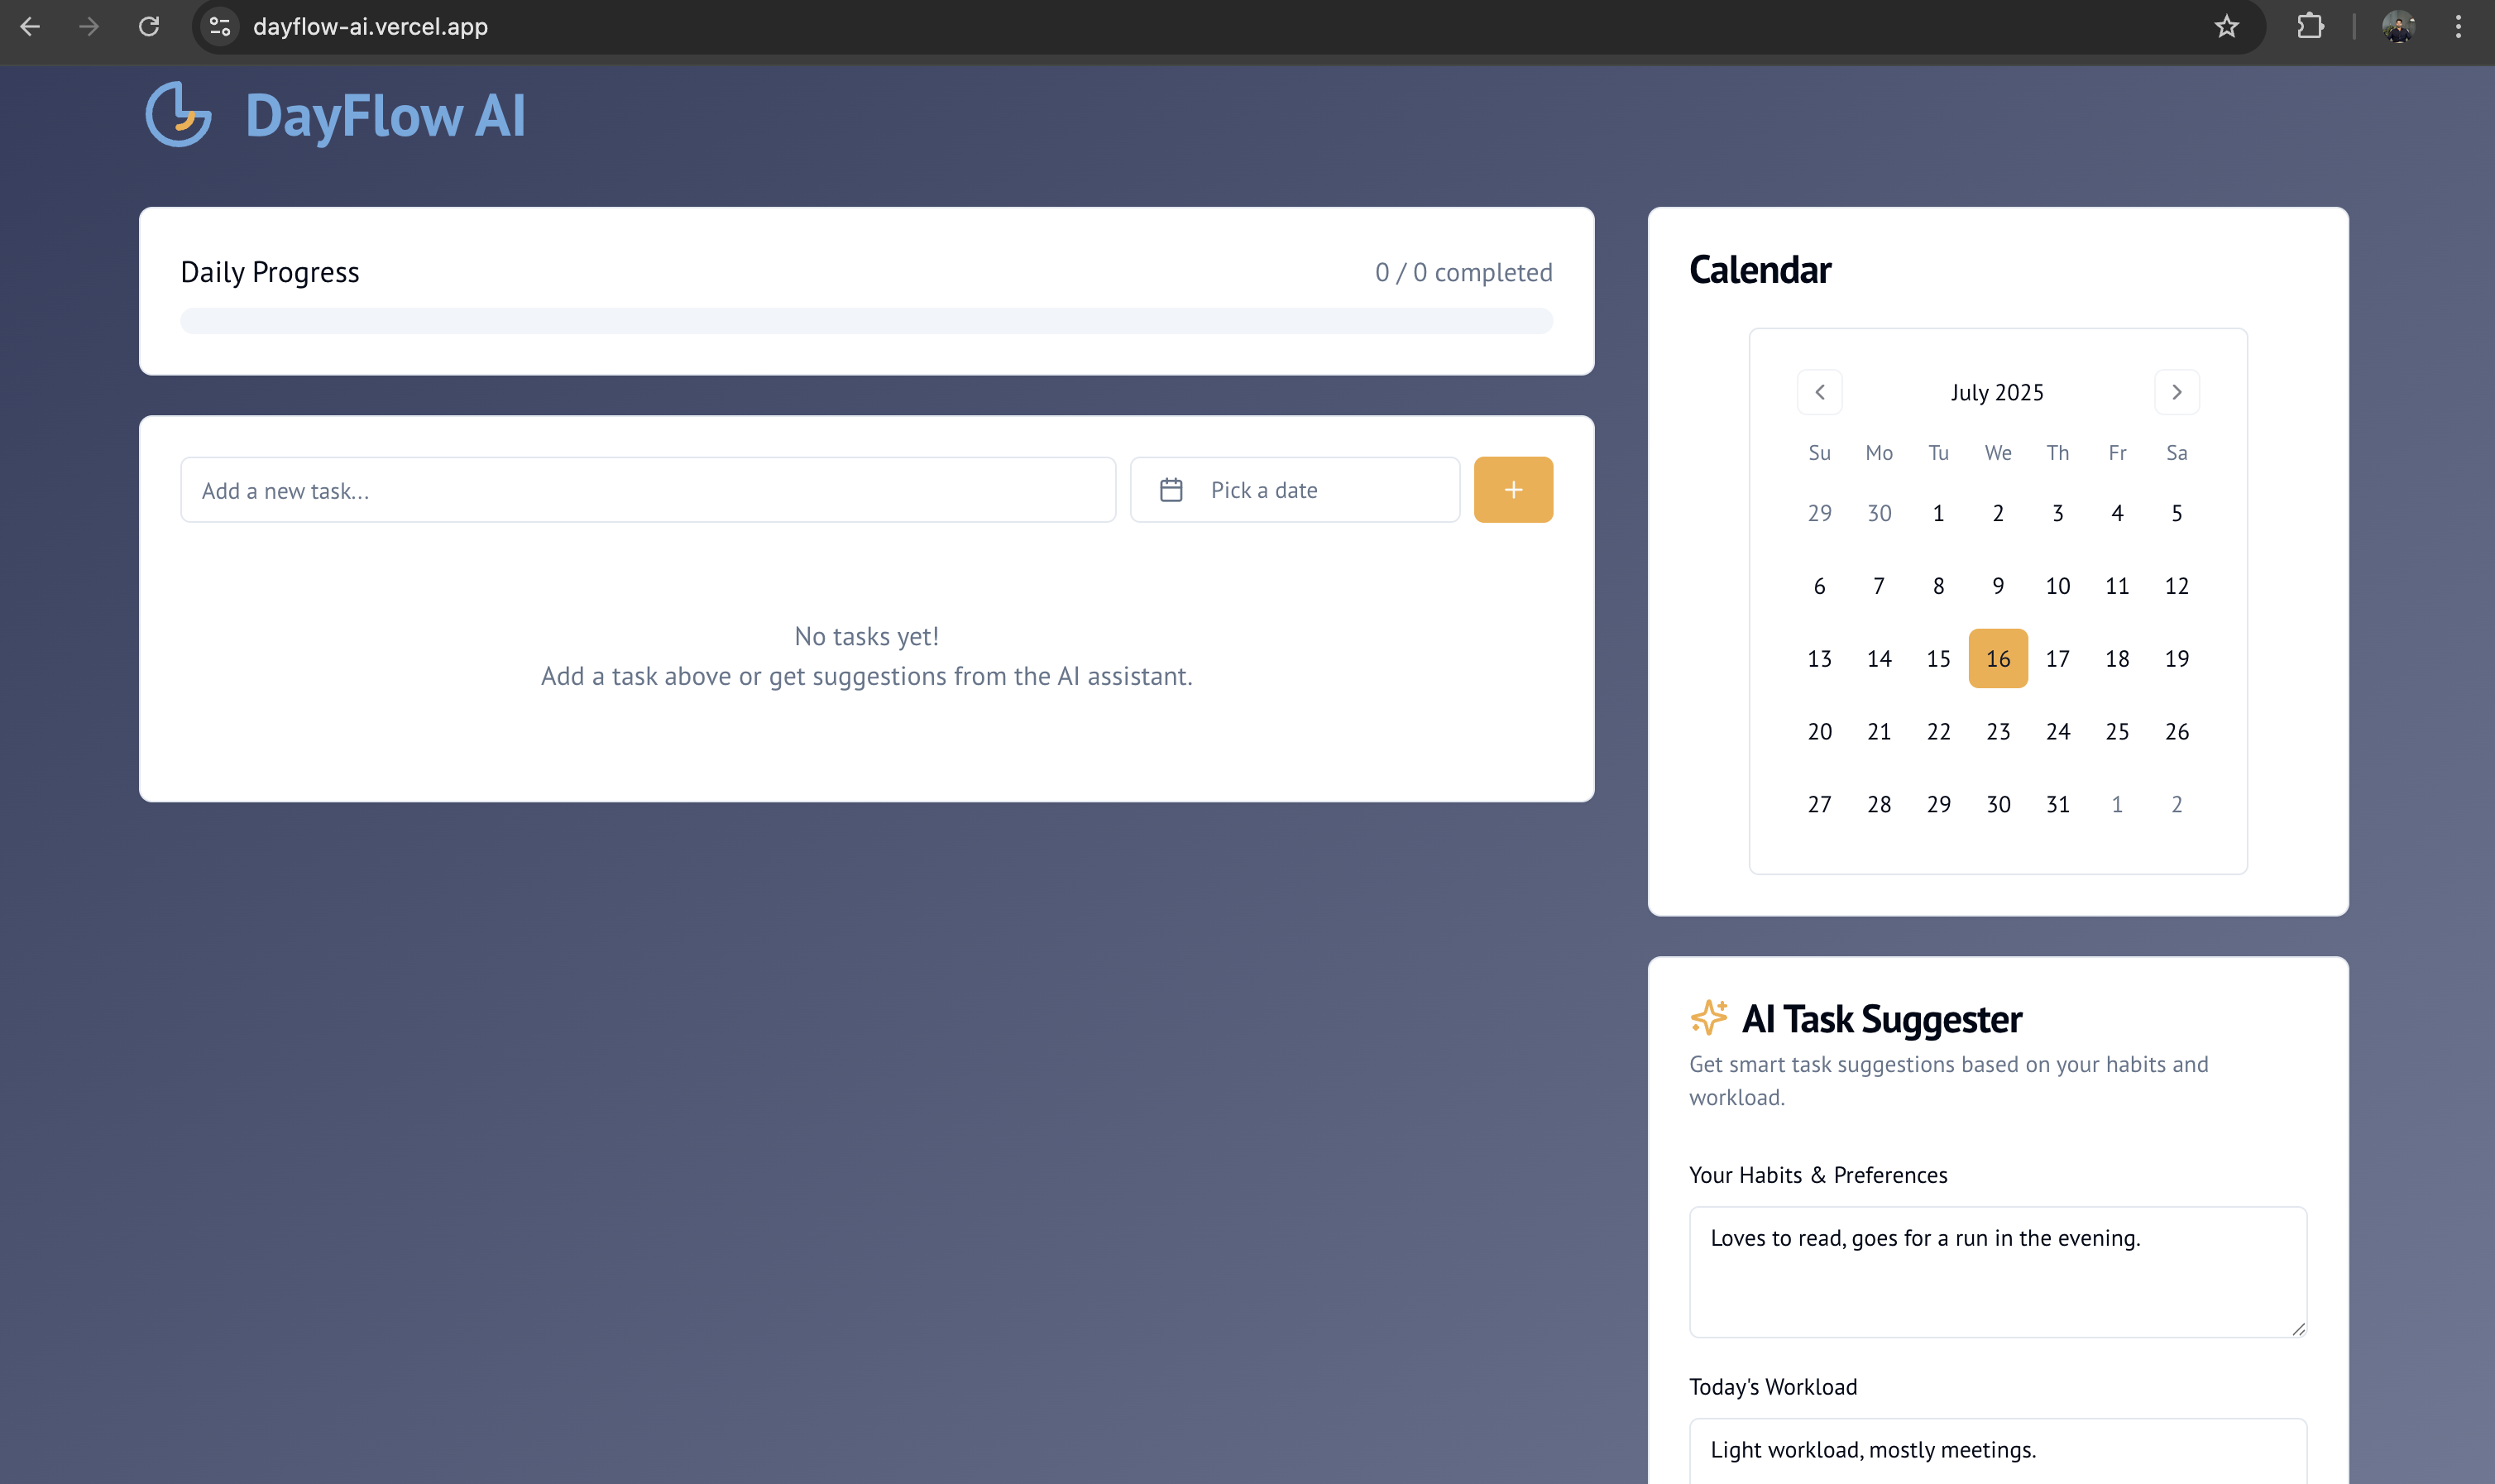 dayflow-ai.vercel.app
DayFlow AI
Daily Progress
0 / 0 completed
Add a new task...
Pick a date
No tasks yet!
Add a task above or get suggestions from the AI assistant.
Calendar
July 2025
Su Mo Tu We Th Fr Sa
29 30 1 2 3 4 5
6 7 8 9 10 11 12
13 14 15 16 17 18 19
20 21 22 23 24 25 26
27 28 29 30 31 1 2
AI Task Suggester
Get smart task suggestions based on your habits and
workload.
Your Habits & Preferences
Loves to read, goes for a run in the evening.
Today's Workload
Light workload, mostly meetings.